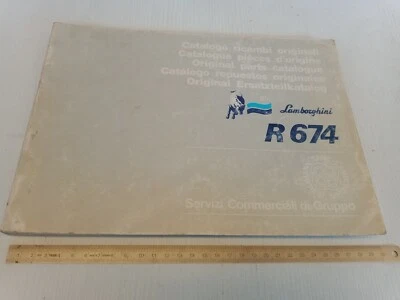 Catalogo ricambi originali
Catalogue pièces d'origine
Original parts catalogue
Catálogo repuestos originales
Original Ersatzteilkatalog
Lamborghini
R 674
Servizi Commerciali di Gruppo